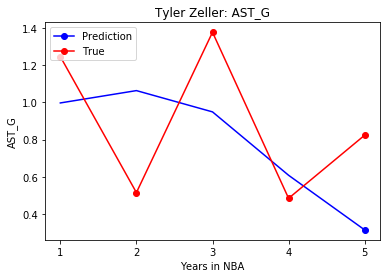 Tyler Zeller: AST_G
Prediction
True
1.4
1.2
1.0
0.8
0.6
0.4
AST_G
1 2 3 4 5
Years in NBA